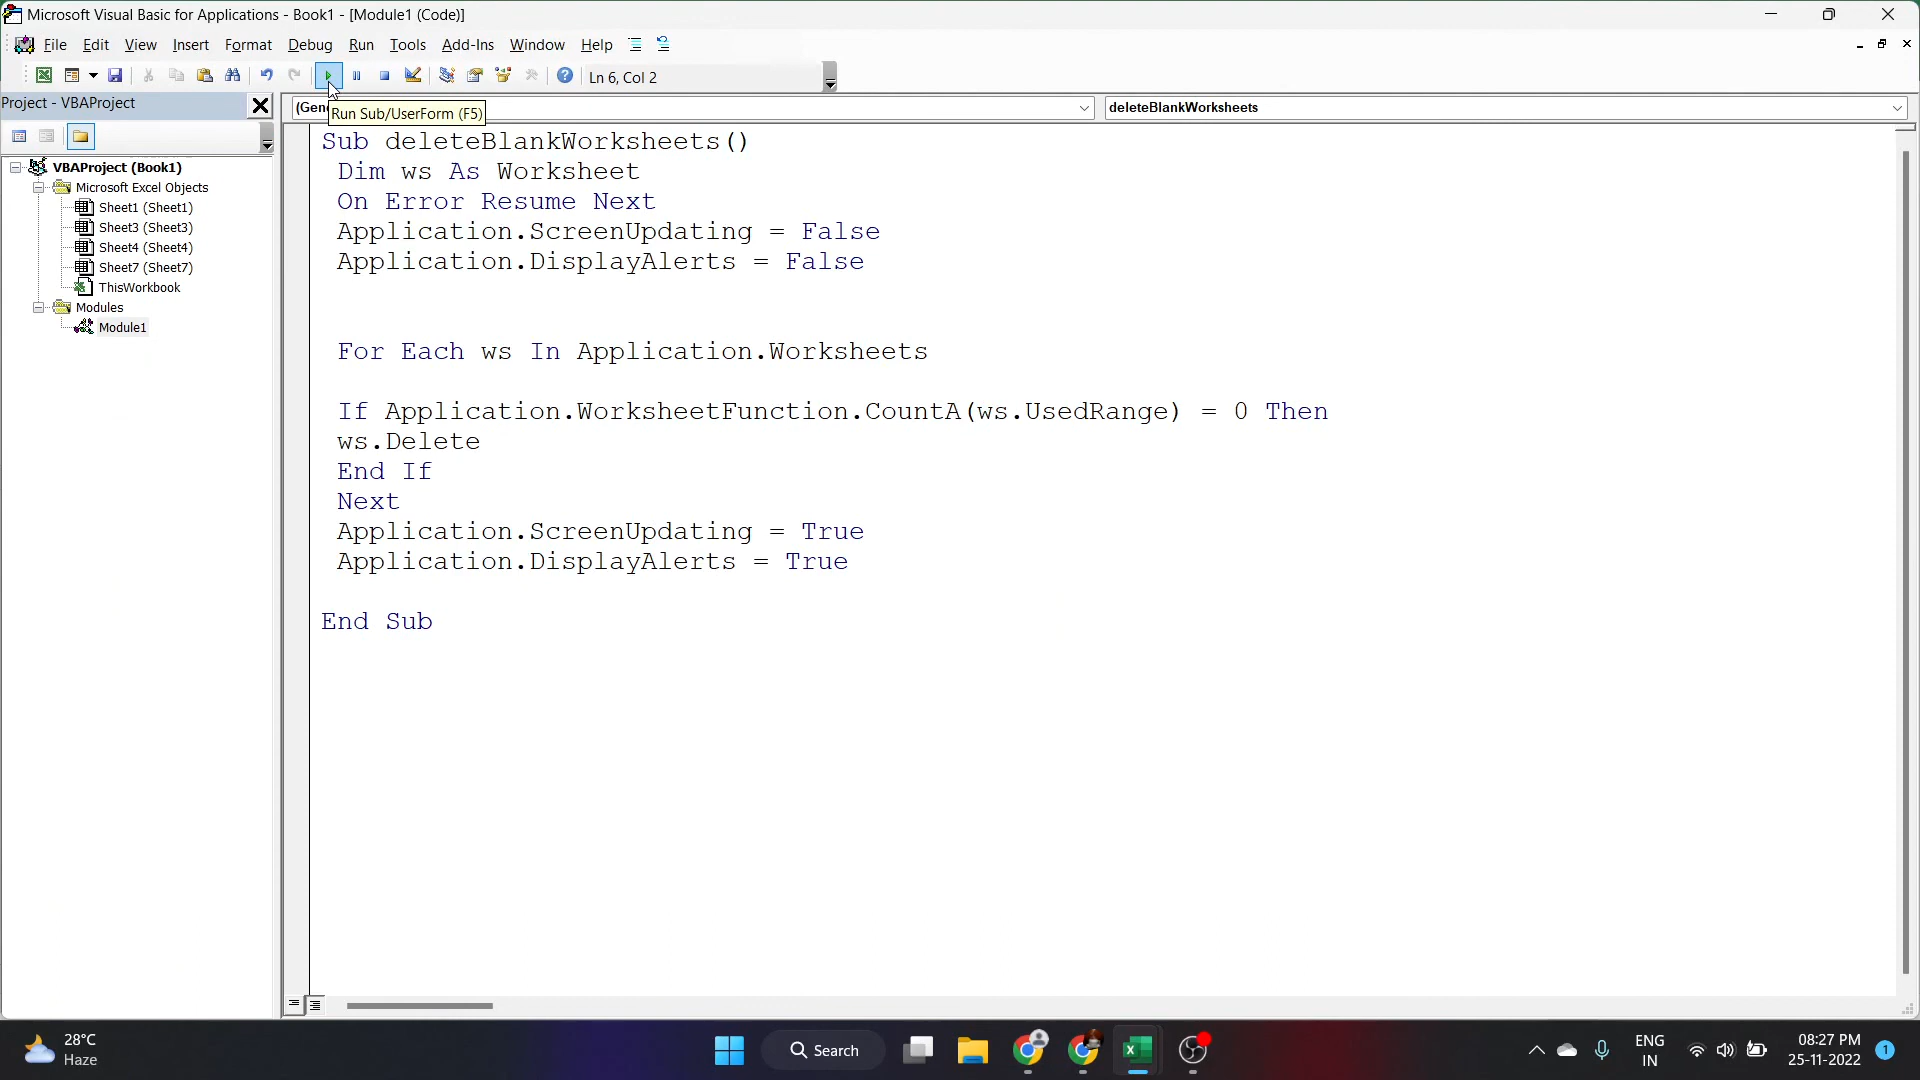 Microsoft Visual Basic for Applications - Book1 - [Module1 (Code)]
File Edit View Insert Format Debug Run Tools Add-Ins Window Help
Ln 6, Col 2
Project - VBAProject
(Gen
deleteBlankWorksheets
Run Sub/UserForm (F5)
VBAProject (Book1)
Microsoft Excel Objects
Sheet1 (Sheet1)
Sheet3 (Sheet3)
Sheet4 (Sheet4)
Sheet7 (Sheet7)
ThisWorkbook
Modules
Module1
Sub deleteBlankWorksheets()
Dim ws As Worksheet
On Error Resume Next
Application.ScreenUpdating = False
Application.DisplayAlerts = False
For Each ws In Application.Worksheets
If Application.WorksheetFunction.CountA(ws.UsedRange) = 0 Then
ws.Delete
End If
Next
Application.ScreenUpdating = True
Application.DisplayAlerts = True
End Sub
28°C
Haze
Search
ENG
IN
08:27 PM
25-11-2022
1